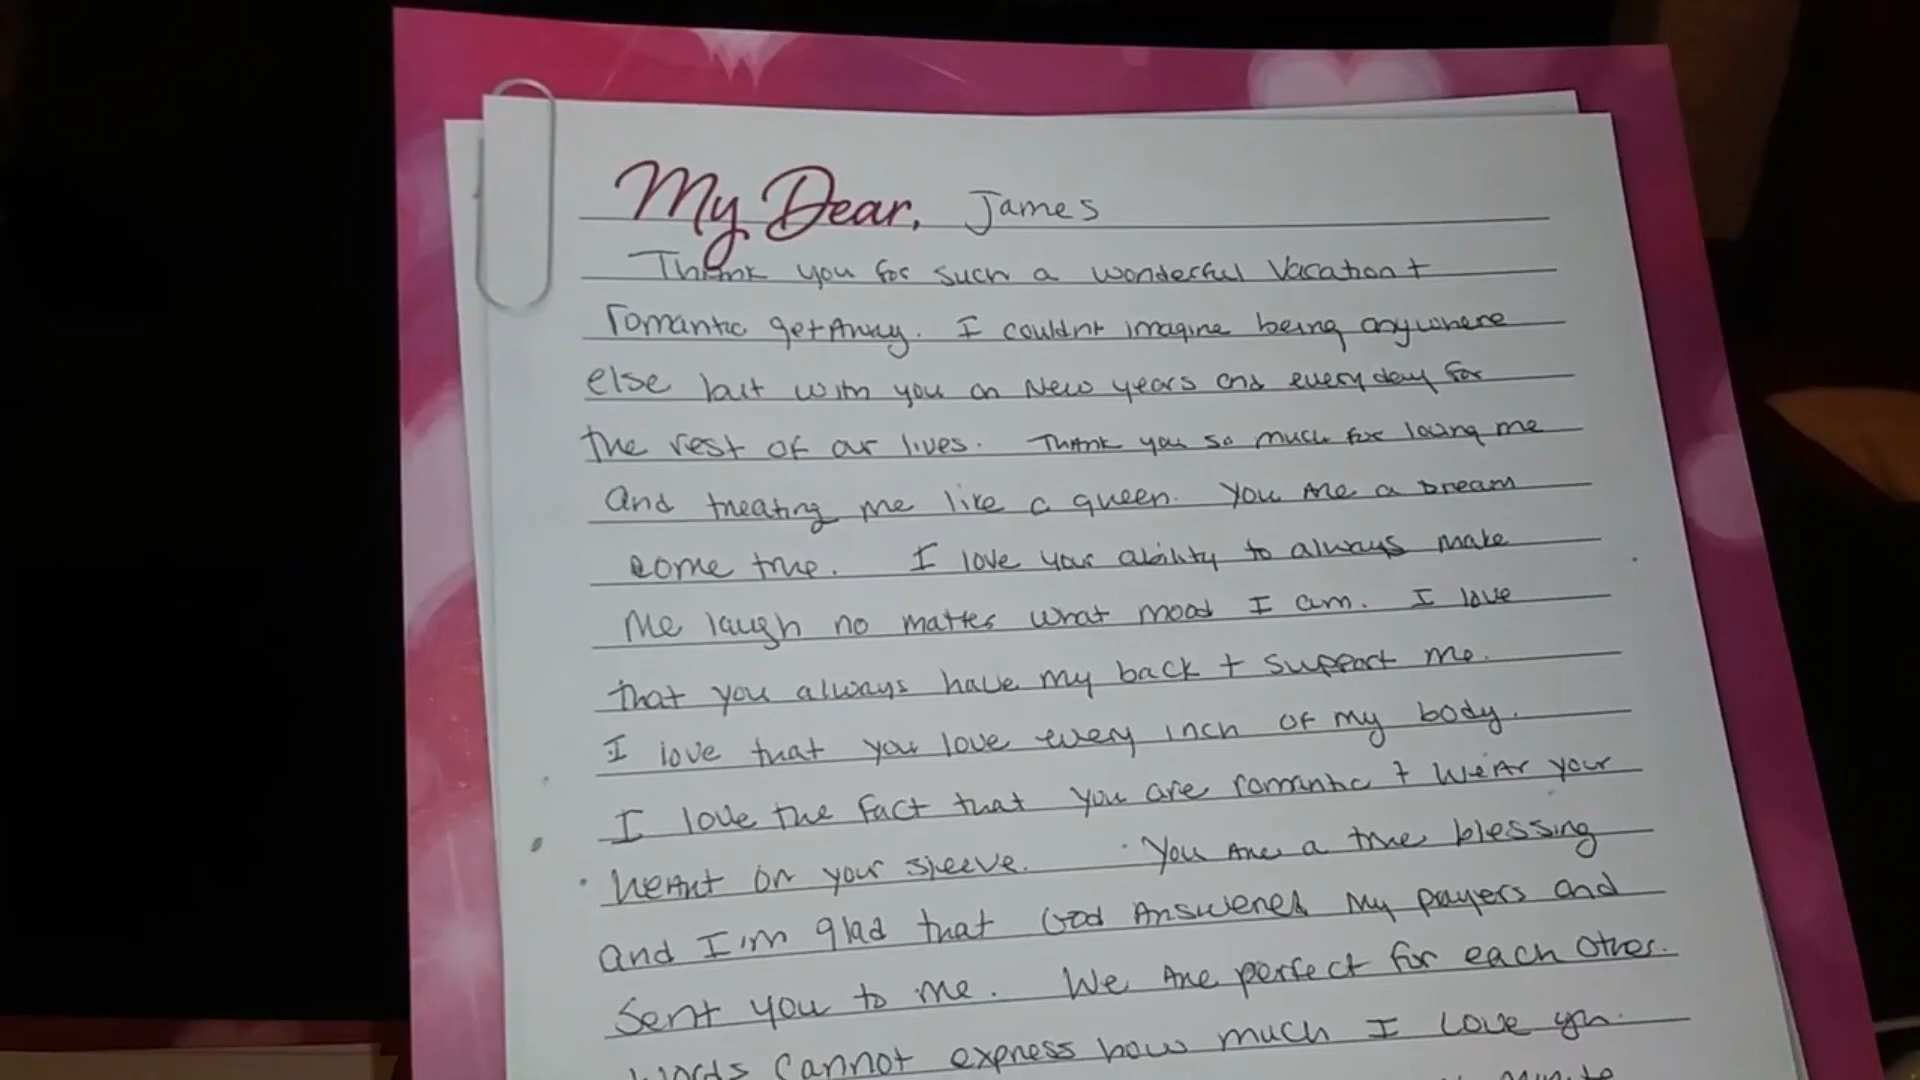 My Dear, James
Thank you for such a wonderful Vacation +
romantic getAway. I couldnt imagine being anywhere
else but with you on New years and everyday for
the rest of our lives. Thank you so much for loving me
and treating me like a queen. You Are a Dream
come true. I love your ability to always make
Me laugh no matter what mood I am. I love
that you always have my back + support me.
I love that you love every inch of my body.
I love the fact that you are romantic + weAr your
heArt on your sleeve. You Are a true blessing
and I'm glad that God Answered My prayers and
Sent you to me. We Are perfect for each other.
Words cannot express how much I Love you.
minute